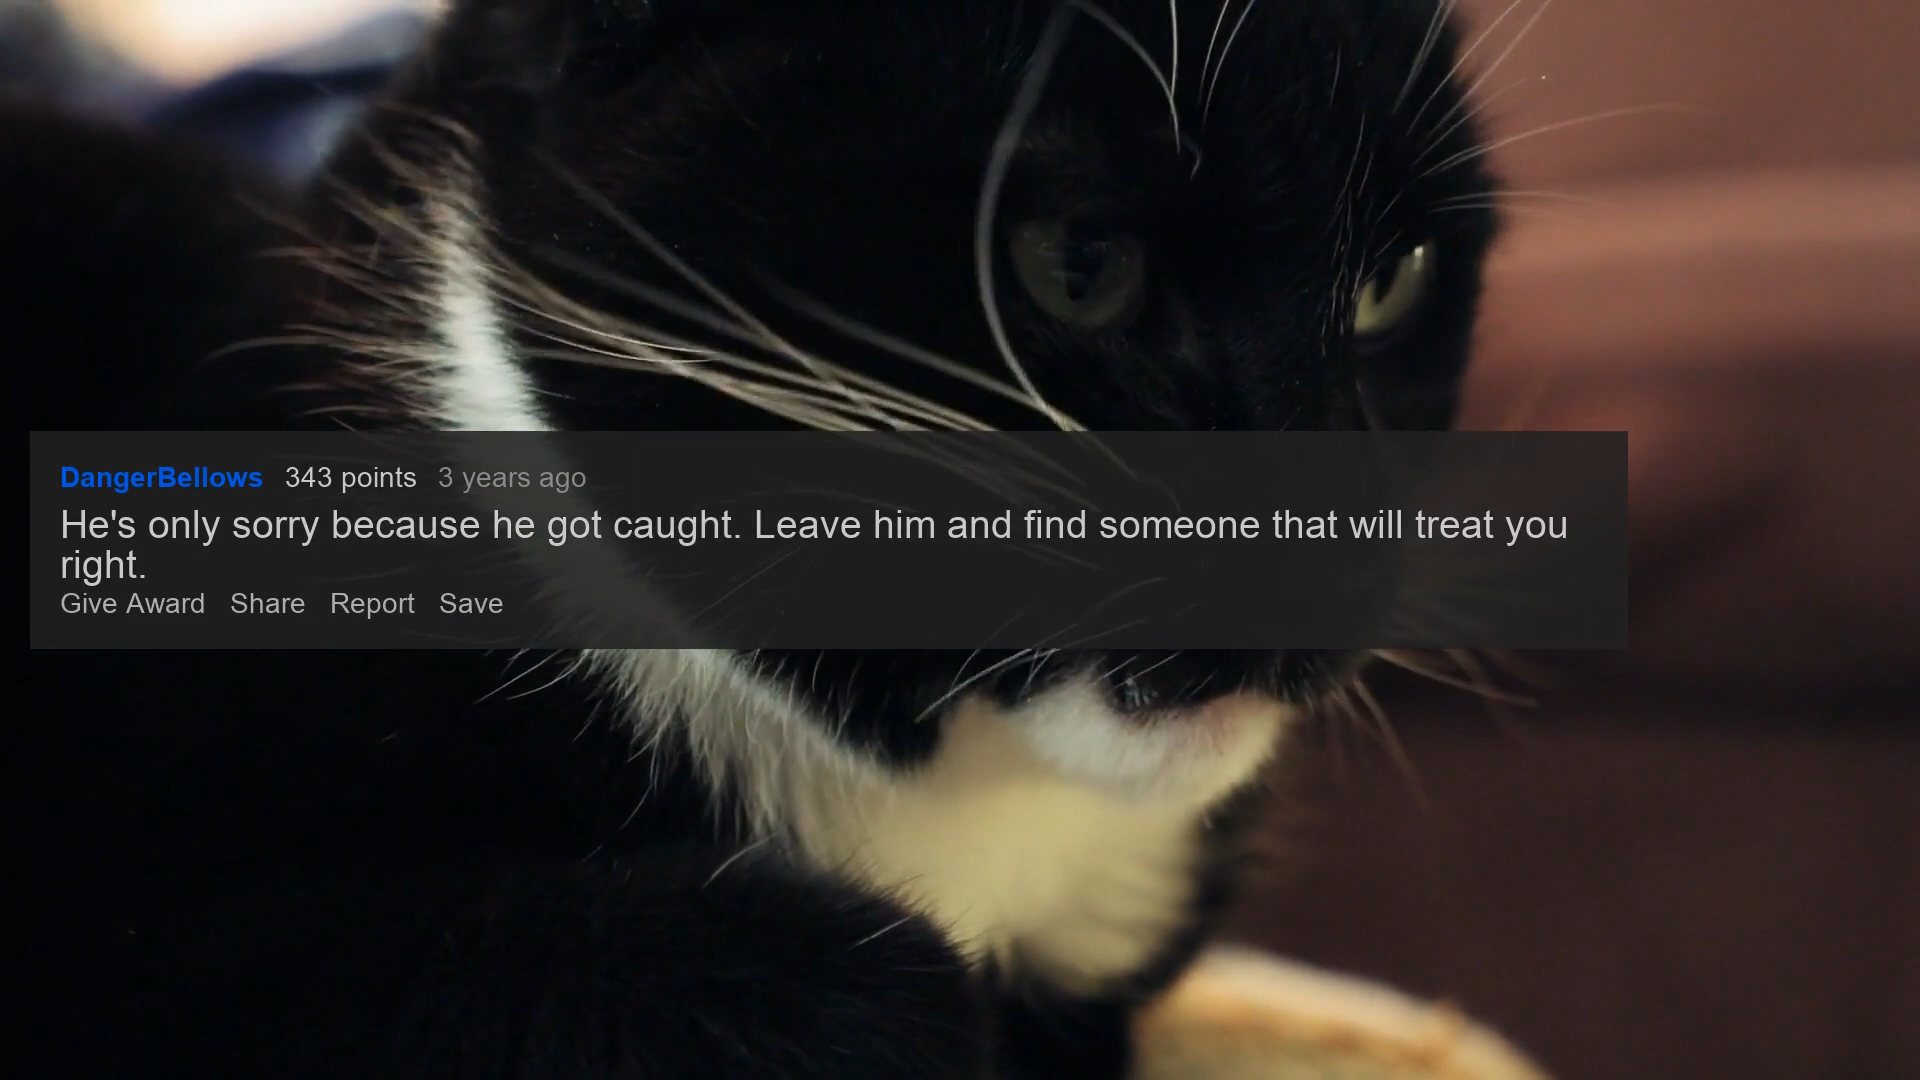 DangerBellows 343 points 3 years ago
He's only sorry because he got caught. Leave him and find someone that will treat you
right.
Give Award Share Report Save